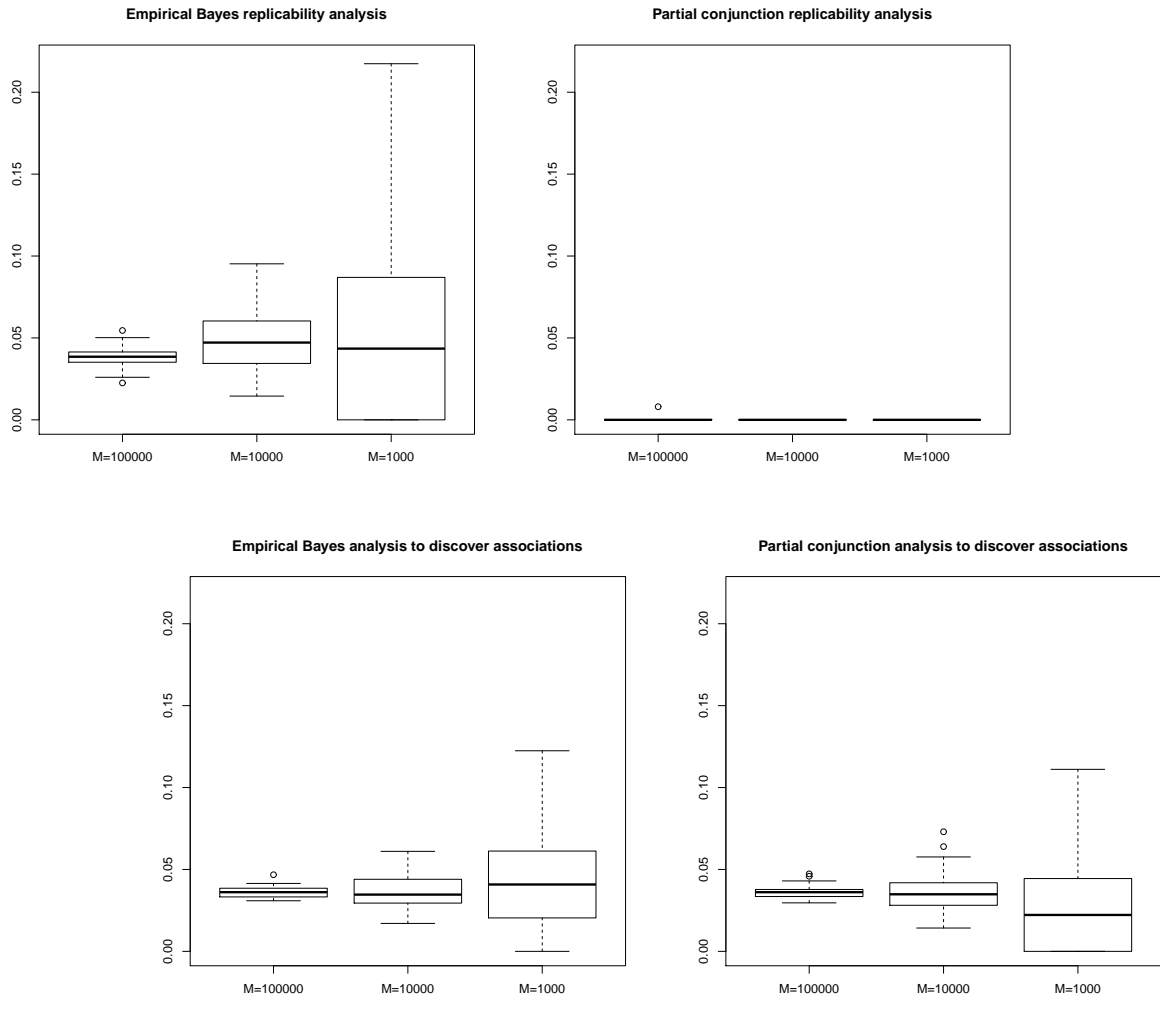 Empirical Bayes replicability analysis
0.00 0.05 0.10 0.15 0.20
M=100000 M=10000 M=1000
Partial conjunction replicability analysis
0.00 0.05 0.10 0.15 0.20
M=100000 M=10000 M=1000
Empirical Bayes analysis to discover associations
0.00 0.05 0.10 0.15 0.20
M=100000 M=10000 M=1000
Partial conjunction analysis to discover associations
0.00 0.05 0.10 0.15 0.20
M=100000 M=10000 M=1000